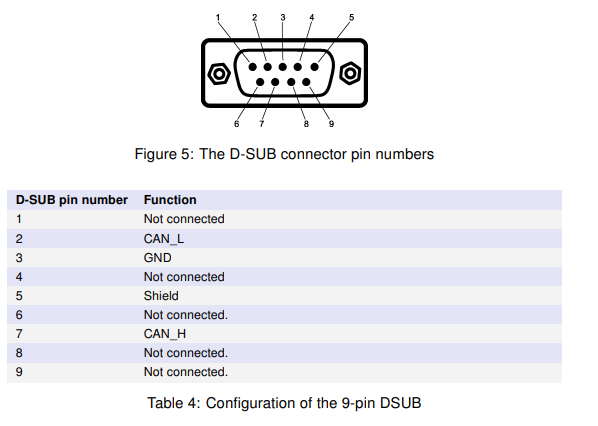 1 2 3 4 5
6 7 8 9
Figure 5: The D-SUB connector pin numbers
D-SUB pin number Function
1 Not connected
2 CAN_L
3 GND
4 Not connected
5 Shield
6 Not connected.
7 CAN_H
8 Not connected.
9 Not connected.
Table 4: Configuration of the 9-pin DSUB